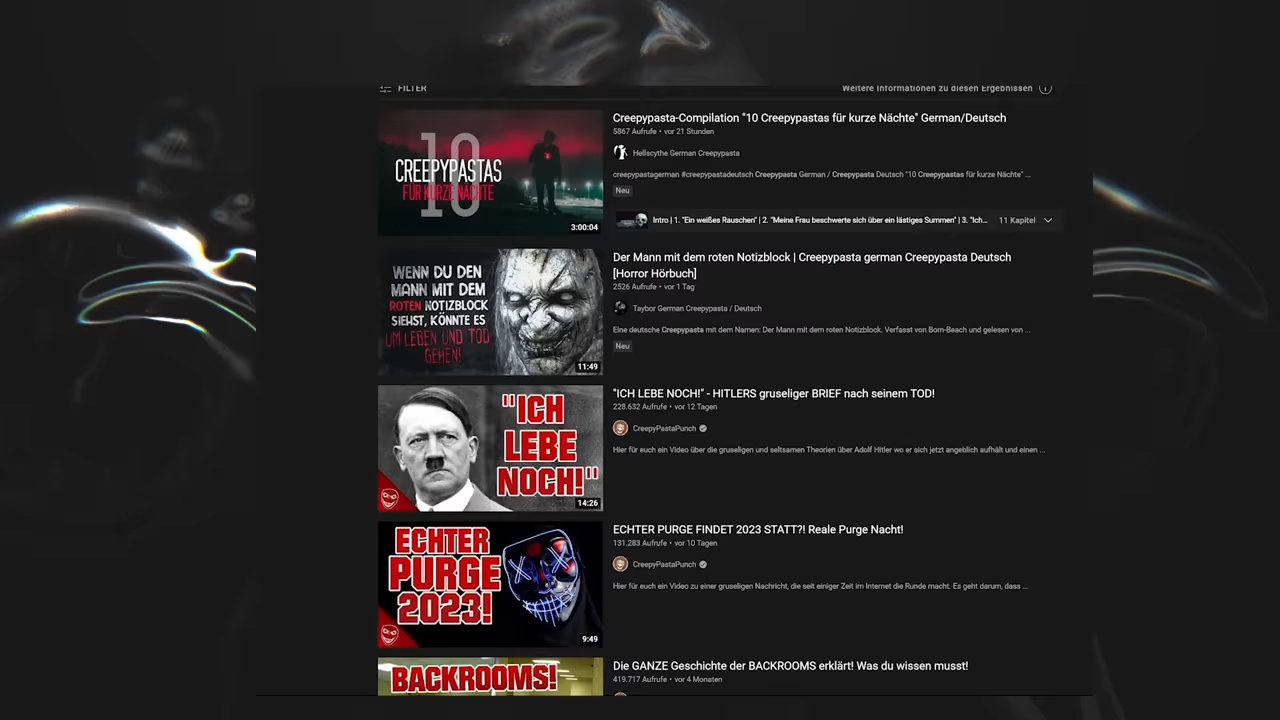 FILTER
Weitere Informationen zu diesen Ergebnissen
10
CREEPYPASTAS
FÜR KURZE NÄCHTE
3:00:04
Creepypasta-Compilation "10 Creepypastas für kurze Nächte" German/Deutsch
5867 Aufrufe • vor 21 Stunden
Hellscythe German Creepypasta
creepypastagerman #creepypastadeutsch Creepypasta German / Creepypasta Deutsch "10 Creepypastas für kurze Nächte" ...
Neu
Intro | 1. "Ein weißes Rauschen" | 2. "Meine Frau beschwerte sich über ein lästiges Summen" | 3. "Ich...
11 Kapitel
WENN DU DEN
MANN MIT DEM
ROTEN NOTIZBLOCK
SIEHST, KÖNNTE ES
UM LEBEN UND TOD
GEHEN!
11:49
Der Mann mit dem roten Notizblock | Creepypasta german Creepypasta Deutsch
[Horror Hörbuch]
2526 Aufrufe • vor 1 Tag
Taybor German Creepypasta / Deutsch
Eine deutsche Creepypasta mit dem Namen: Der Mann mit dem roten Notizblock. Verfasst von Born-Beach und gelesen von ...
Neu
"ICH
LEBE
NOCH!"
14:26
"ICH LEBE NOCH!" - HITLERS gruseliger BRIEF nach seinem TOD!
228.632 Aufrufe • vor 12 Tagen
CreepyPastaPunch
Hier für euch ein Video über die gruseligen und seltsamen Theorien über Adolf Hitler wo er sich jetzt angeblich aufhält und einen ...
ECHTER
PURGE
2023!
9:49
ECHTER PURGE FINDET 2023 STATT?! Reale Purge Nacht!
131.283 Aufrufe • vor 10 Tagen
CreepyPastaPunch
Hier für euch ein Video zu einer gruseligen Nachricht, die seit einiger Zeit im Internet die Runde macht. Es geht darum, dass ...
BACKROOMS!
Die GANZE Geschichte der BACKROOMS erklärt! Was du wissen musst!
419.717 Aufrufe • vor 4 Monaten